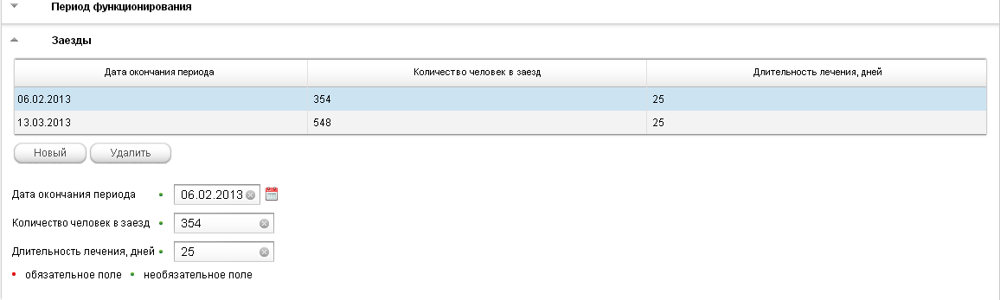 Период функционирования
Заезды
Дата окончания периода Количество человек в заезд Длительность лечения, дней
06.02.2013 354 25
13.03.2013 548 25
Новый Удалить
Дата окончания периода 06.02.2013
Количество человек в заезд 354
Длительность лечения, дней 25
обязательное поле необязательное поле